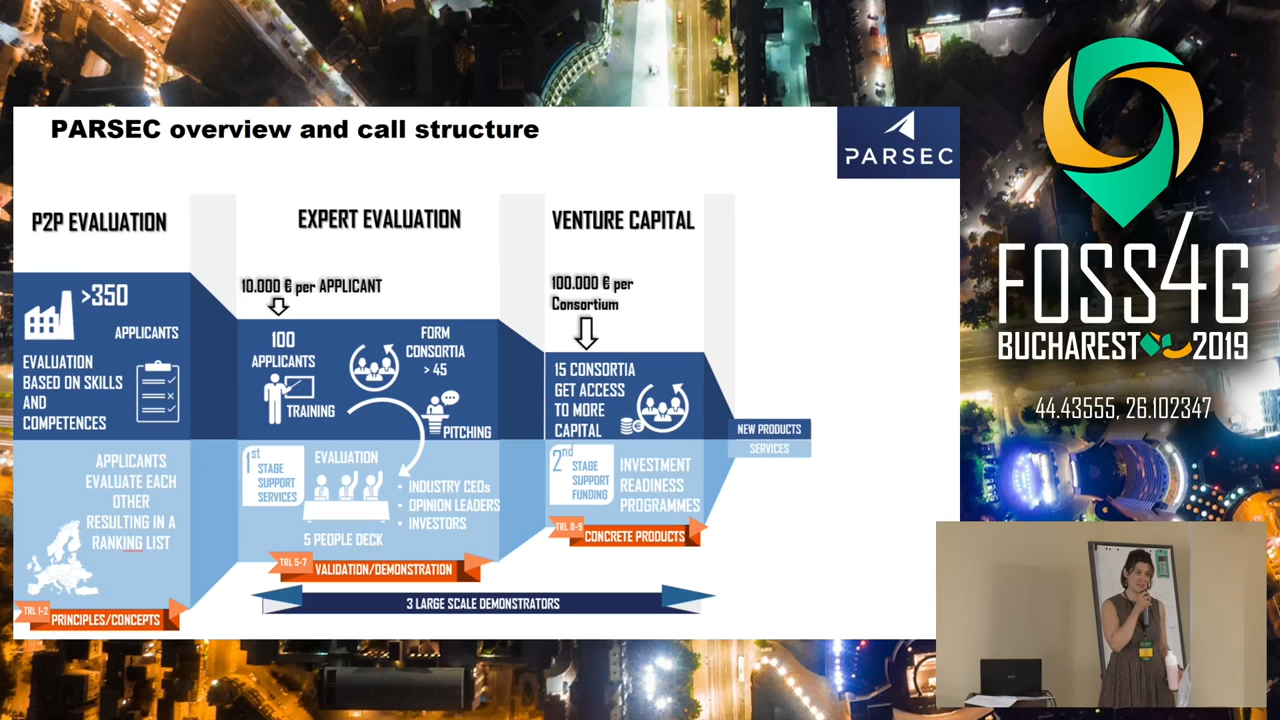 PARSEC overview and call structure
PARSEC
P2P EVALUATION
>350
APPLICANTS
EVALUATION
BASED ON SKILLS
AND
COMPETENCES
APPLICANTS
EVALUATE EACH
OTHER
RESULTING IN A
RANKING LIST
TRL 1-2
PRINCIPLES/CONCEPTS
EXPERT EVALUATION
10.000 € per APPLICANT
100
APPLICANTS
TRAINING
FORM
CONSORTIA
> 45
PITCHING
1st
STAGE
SUPPORT
SERVICES
EVALUATION
5 PEOPLE DECK
• INDUSTRY CEOs
• OPINION LEADERS
• INVESTORS
TRL 5-7
VALIDATION/DEMONSTRATION
VENTURE CAPITAL
100.000 € per
Consortium
15 CONSORTIA
GET ACCESS
TO MORE
CAPITAL
2nd
STAGE
SUPPORT
FUNDING
INVESTMENT
READINESS
PROGRAMMES
TRL 8-9
CONCRETE PRODUCTS
NEW PRODUCTS
SERVICES
3 LARGE SCALE DEMONSTRATORS
FOSS4G
BUCHAREST 2019
44.43555, 26.102347